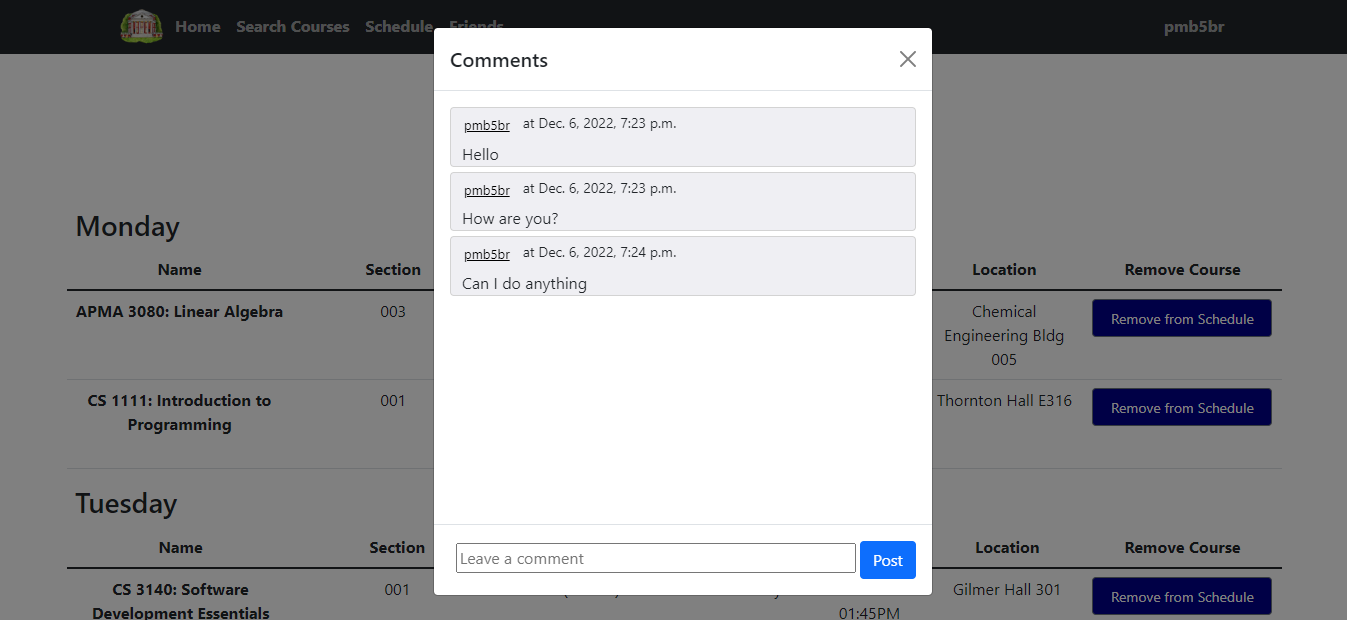 Home Search Courses Schedule Friends pmb5br
Comments
pmb5br at Dec. 6, 2022, 7:23 p.m.
Hello
pmb5br at Dec. 6, 2022, 7:23 p.m.
How are you?
pmb5br at Dec. 6, 2022, 7:24 p.m.
Can I do anything
Leave a comment Post
Monday
Name Section Location Remove Course
APMA 3080: Linear Algebra 003 Chemical Remove from Schedule
Engineering Bldg
005
CS 1111: Introduction to 001 Thornton Hall E316 Remove from Schedule
Programming
Tuesday
Name Section Location Remove Course
CS 3140: Software 001 Gilmer Hall 301 Remove from Schedule
Development Essentials 01:45PM